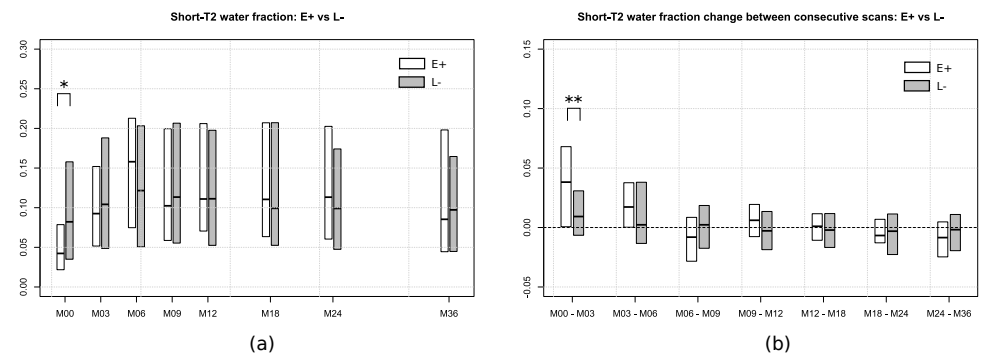 Short-T2 water fraction: E+ vs L-
0.30
0.25
0.20
0.15
0.10
0.05
0.00
*
E+
L-
M00 M03 M06 M09 M12 M18 M24 M36
(a)
Short-T2 water fraction change between consecutive scans: E+ vs L-
0.15
0.10
0.05
0.00
-0.05
**
E+
L-
M00 - M03 M03 - M06 M06 - M09 M09 - M12 M12 - M18 M18 - M24 M24 - M36
(b)